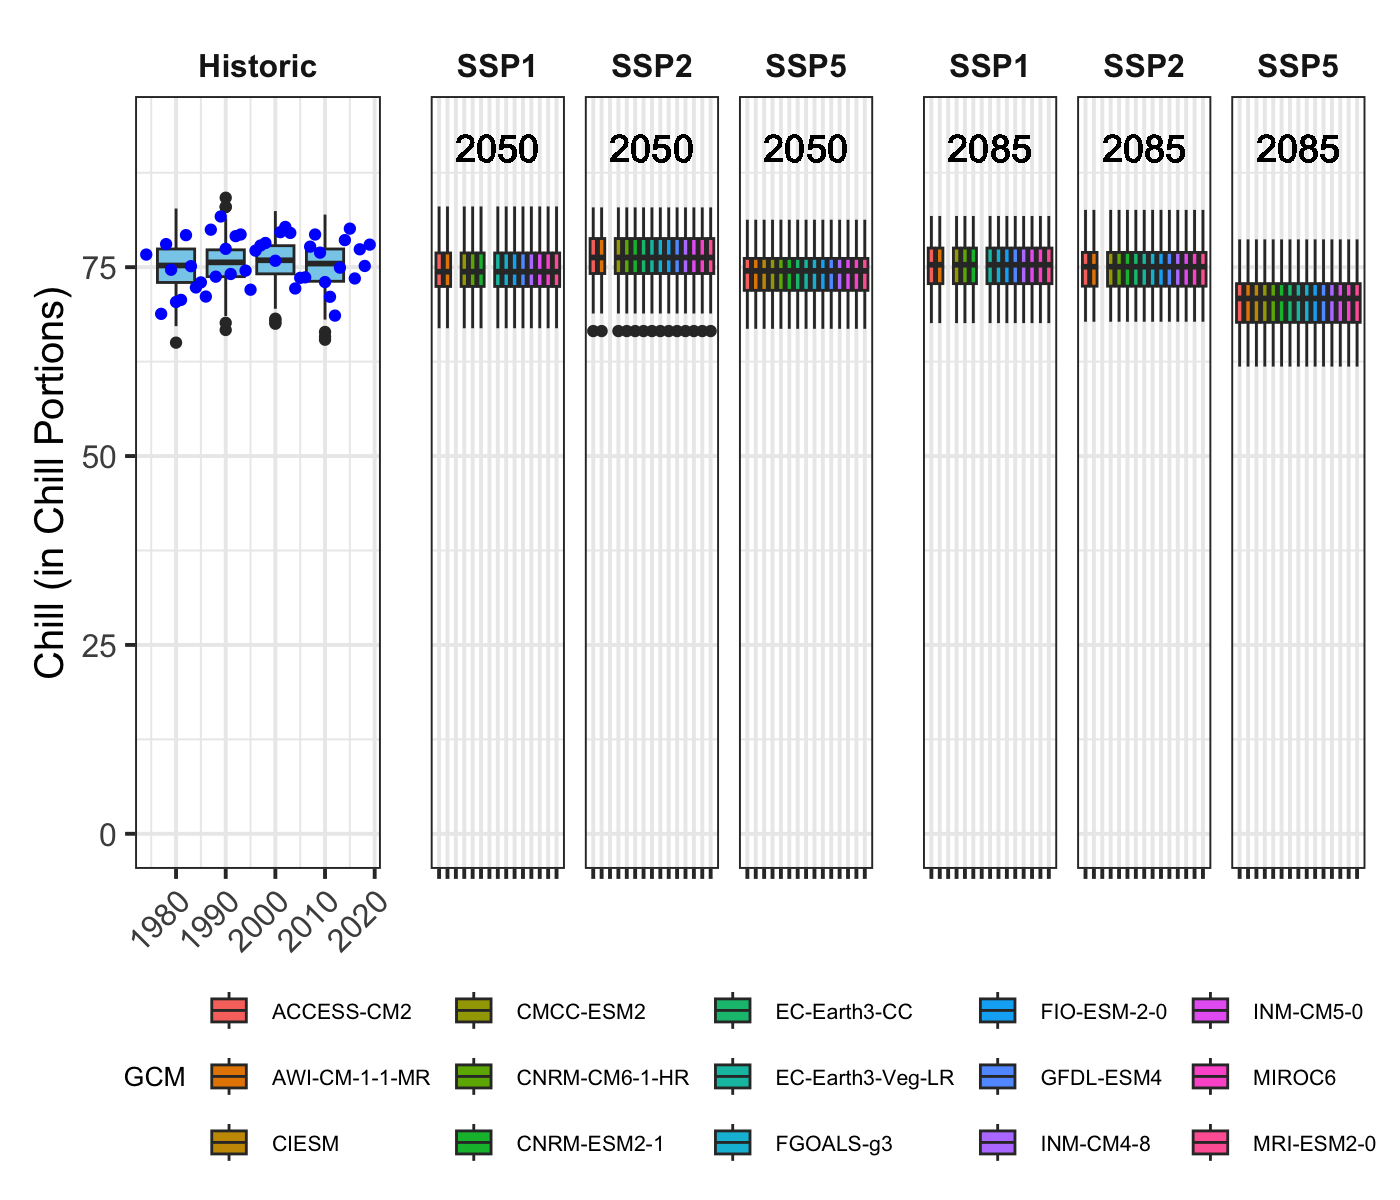 Historic SSP1 SSP2 SSP5 SSP1 SSP2 SSP5
2050 2050 2050 2085 2085 2085
Chill (in Chill Portions)
75
50
25
0
1980 1990 2000 2010 2020
GCM
ACCESS-CM2 CMCC-ESM2 EC-Earth3-CC FIO-ESM-2-0 INM-CM5-0
AWI-CM-1-1-MR CNRM-CM6-1-HR EC-Earth3-Veg-LR GFDL-ESM4 MIROC6
CIESM CNRM-ESM2-1 FGOALS-g3 INM-CM4-8 MRI-ESM2-0